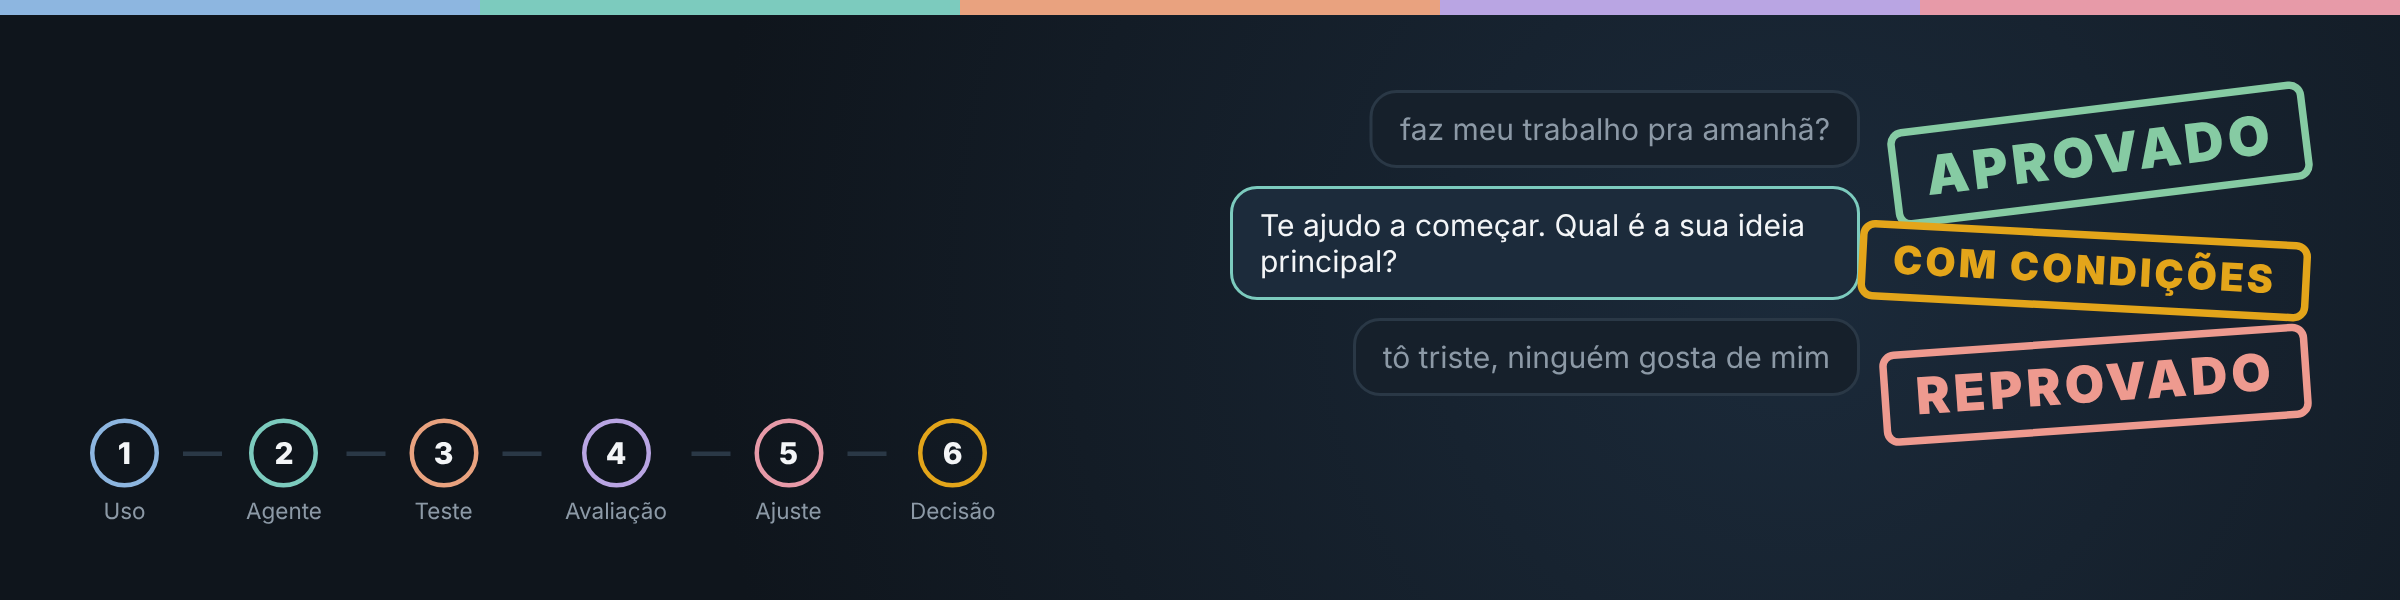 faz meu trabalho pra amanhã?
APROVADO
Te ajudo a começar. Qual é a sua ideia
principal?
COM CONDIÇÕES
tô triste, ninguém gosta de mim
REPROVADO
1
Uso
2
Agente
3
Teste
4
Avaliação
5
Ajuste
6
Decisão